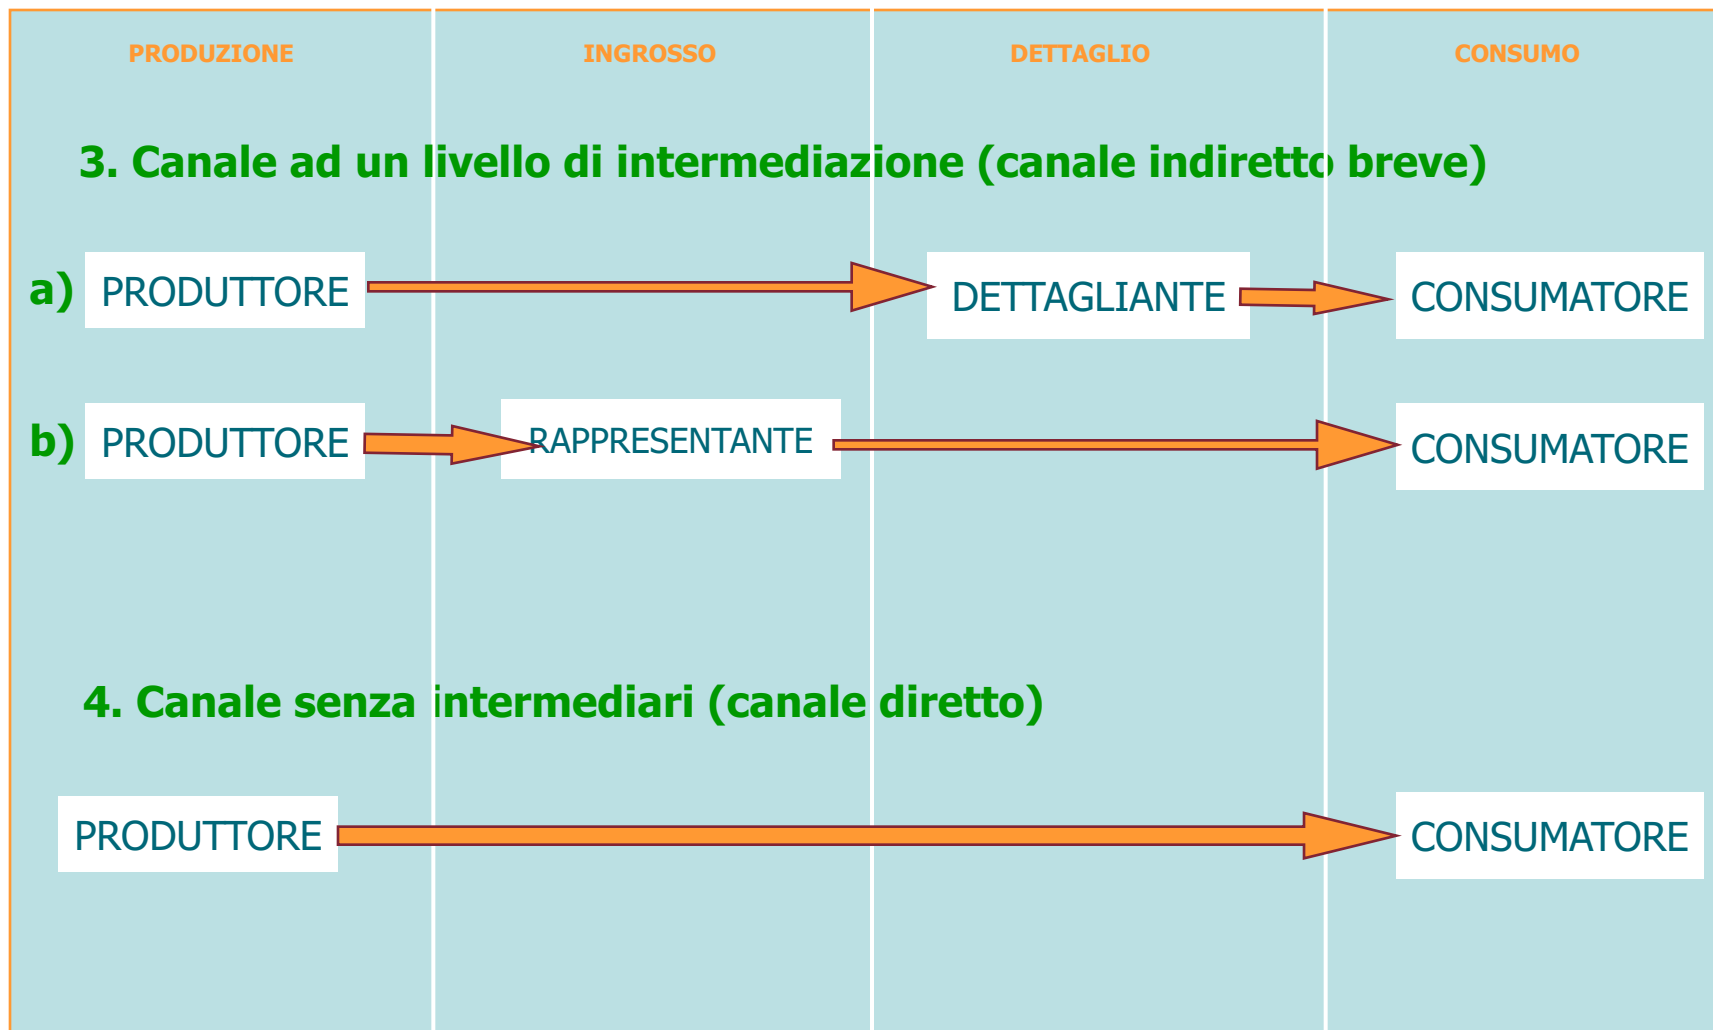 PRODUZIONE INGROSSO DETTAGLIO CONSUMO
3. Canale ad un livello di intermediazione (canale indiretto breve)
a) PRODUTTORE DETTAGLIANTE CONSUMATORE
b) PRODUTTORE RAPPRESENTANTE CONSUMATORE
4. Canale senza intermediari (canale diretto)
PRODUTTORE CONSUMATORE